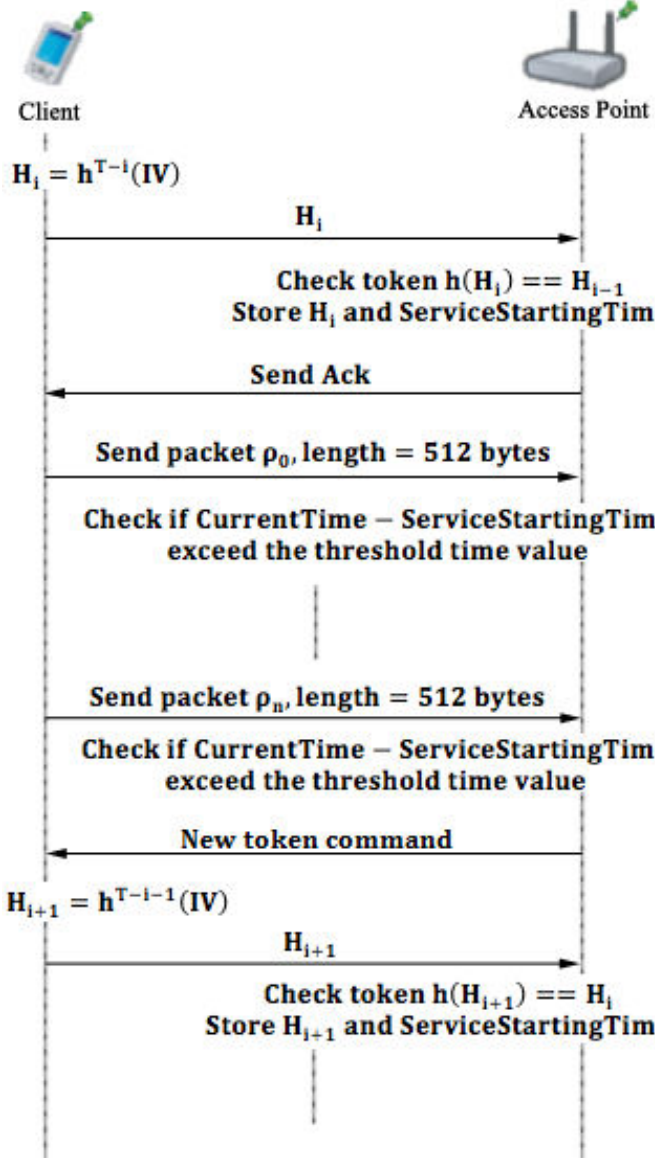 Client
Access Point
Hᵢ = hᵀ⁻ⁱ(IV)
Hᵢ
Check token h(Hᵢ) == Hᵢ₋₁
Store Hᵢ and ServiceStartingTim
Send Ack
Send packet ρ₀, length = 512 bytes
Check if CurrentTime − ServiceStartingTim
exceed the threshold time value
Send packet ρₙ, length = 512 bytes
Check if CurrentTime − ServiceStartingTim
exceed the threshold time value
New token command
Hᵢ₊₁ = hᵀ⁻ⁱ⁻¹(IV)
Hᵢ₊₁
Check token h(Hᵢ₊₁) == Hᵢ
Store Hᵢ₊₁ and ServiceStartingTim